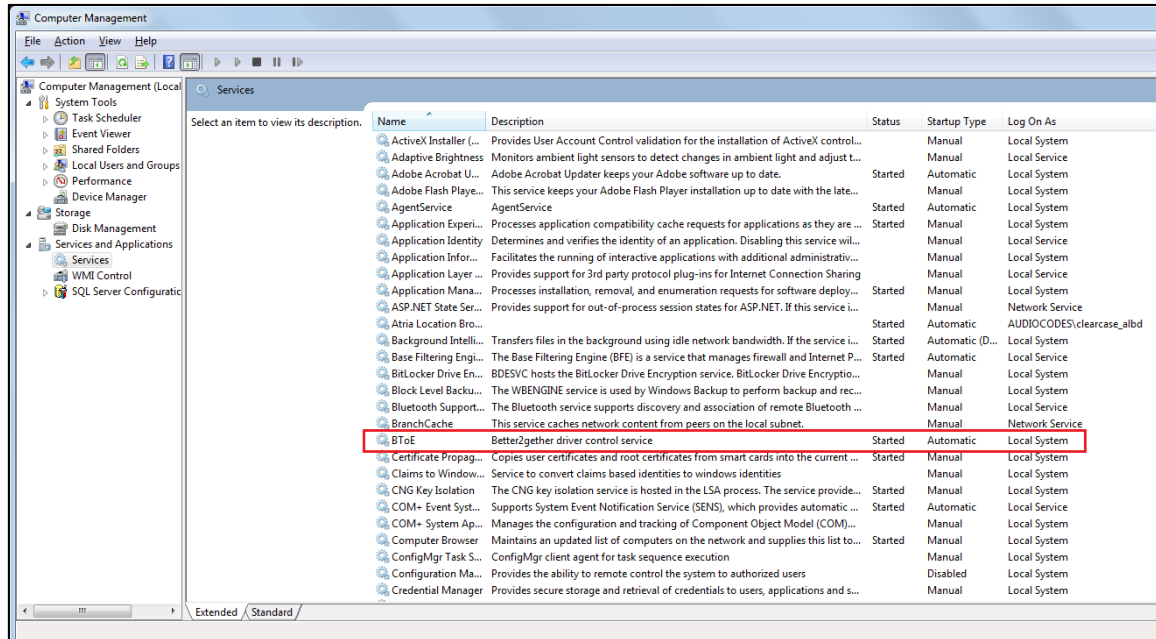 Computer Management
File Action View Help
Computer Management (Local
System Tools
Task Scheduler
Event Viewer
Shared Folders
Local Users and Groups
Performance
Device Manager
Storage
Disk Management
Services and Applications
Services
WMI Control
SQL Server Configuratic
Services
Select an item to view its description.
Name Description Status Startup Type Log On As
ActiveX Installer (... Provides User Account Control validation for the installation of ActiveX control... Manual Local System
Adaptive Brightness Monitors ambient light sensors to detect changes in ambient light and adjust t... Manual Local Service
Adobe Acrobat U... Adobe Acrobat Updater keeps your Adobe software up to date. Started Automatic Local System
Adobe Flash Playe... This service keeps your Adobe Flash Player installation up to date with the late... Manual Local System
AgentService AgentService Started Automatic Local System
Application Experi... Processes application compatibility cache requests for applications as they are ... Started Manual Local System
Application Identity Determines and verifies the identity of an application. Disabling this service wil... Manual Local Service
Application Infor... Facilitates the running of interactive applications with additional administrativ... Manual Local System
Application Layer ... Provides support for 3rd party protocol plug-ins for Internet Connection Sharing Manual Local Service
Application Mana... Processes installation, removal, and enumeration requests for software deploy... Started Manual Local System
ASP.NET State Ser... Provides support for out-of-process session states for ASP.NET. If this service i... Manual Network Service
Atria Location Bro... Started Automatic AUDIOCODES\clearcase_albd
Background Intelli... Transfers files in the background using idle network bandwidth. If the service i... Started Automatic (D... Local System
Base Filtering Engi... The Base Filtering Engine (BFE) is a service that manages firewall and Internet P... Started Automatic Local Service
BitLocker Drive En... BDESVC hosts the BitLocker Drive Encryption service. BitLocker Drive Encryptio... Manual Local System
Block Level Backu... The WBENGINE service is used by Windows Backup to perform backup and rec... Manual Local System
Bluetooth Support... The Bluetooth service supports discovery and association of remote Bluetooth ... Manual Local Service
BranchCache This service caches network content from peers on the local subnet. Manual Network Service
BToE Better2gether driver control service Started Automatic Local System
Certificate Propag... Copies user certificates and root certificates from smart cards into the current ... Started Manual Local System
Claims to Window... Service to convert claims based identities to windows identities Manual Local System
CNG Key Isolation The CNG key isolation service is hosted in the LSA process. The service provide... Started Manual Local System
COM+ Event Syst... Supports System Event Notification Service (SENS), which provides automatic ... Started Automatic Local Service
COM+ System Ap... Manages the configuration and tracking of Component Object Model (COM)... Manual Local System
Computer Browser Maintains an updated list of computers on the network and supplies this list to... Started Manual Local System
ConfigMgr Task S... ConfigMgr client agent for task sequence execution Manual Local System
Configuration Ma... Provides the ability to remote control the system to authorized users Disabled Local System
Credential Manager Provides secure storage and retrieval of credentials to users, applications and s... Manual Local System
Extended Standard